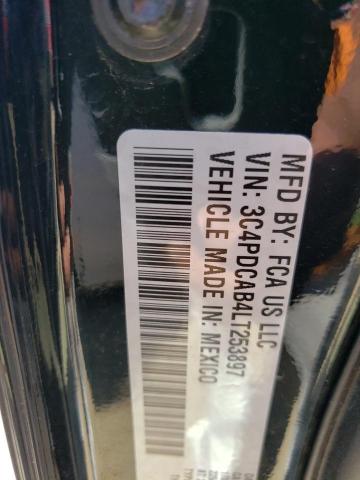 MFD BY: FCA US LLC
VIN: 3C4PDCAB4LT253897
VEHICLE MADE IN: MEXICO